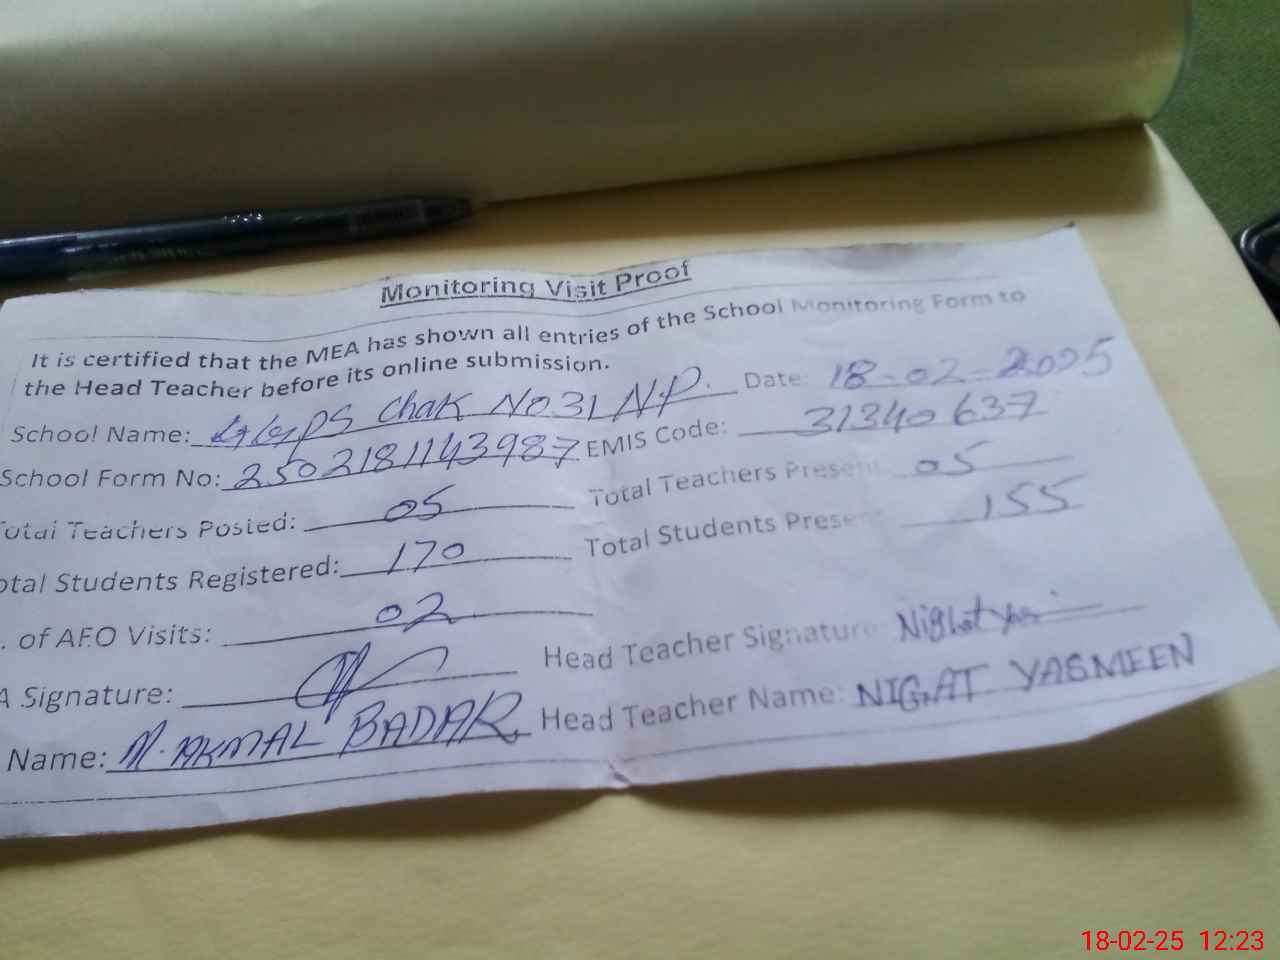 Monitoring Visit Proof
It is certified that the MEA has shown all entries of the School Monitoring Form to
the Head Teacher before its online submission.
School Name: GGPS Chak No 31 N.P. Date: 18-02-2025
School Form No: 2502181143987 EMIS Code: 31340637
Total Teachers Posted: 05 Total Teachers Present 05
otal Students Registered: 170 Total Students Presen 155
. of AEO Visits: 02
A Signature: Head Teacher Signature: Nighat
Name: M. AKMAL BADAR Head Teacher Name: NIGAT YASMEEN
18-02-25 12:23